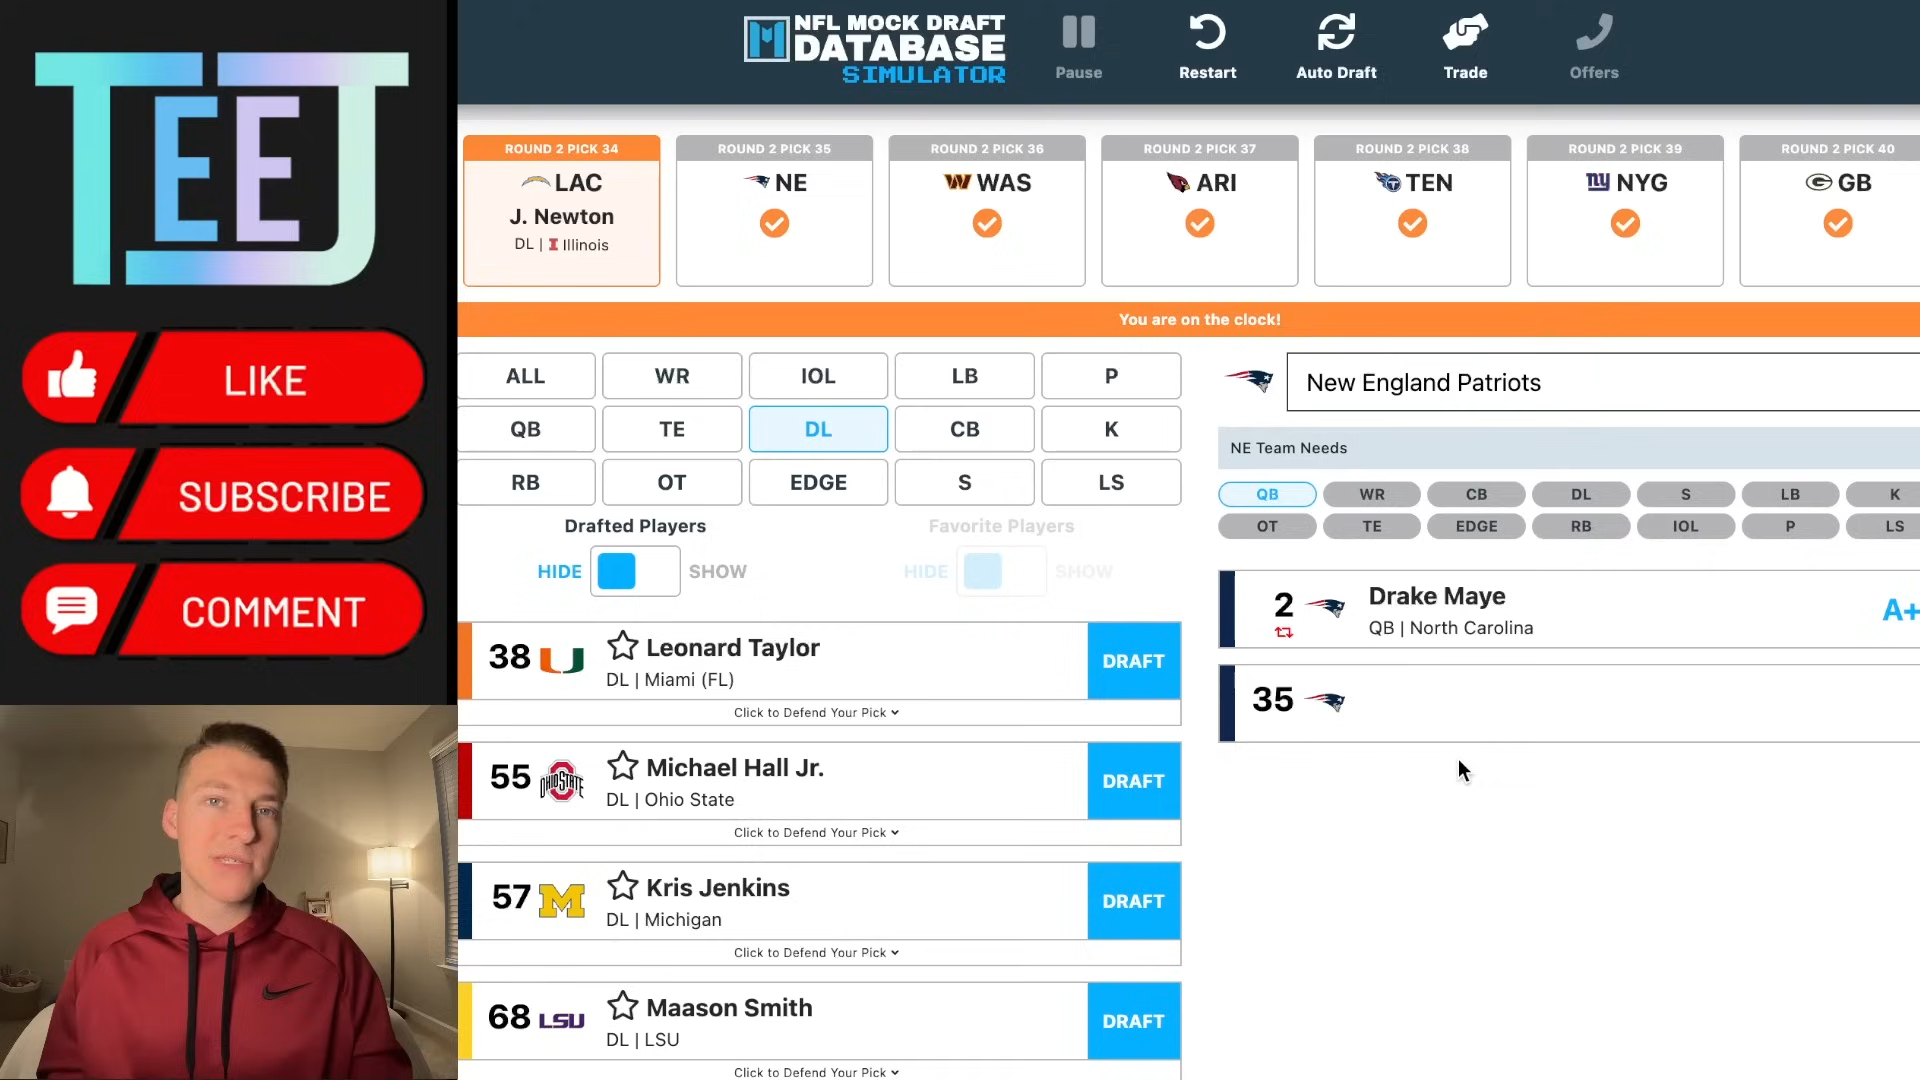 TEEJ
LIKE
SUBSCRIBE
COMMENT
NFL MOCK DRAFT
DATABASE
SIMULATOR
Pause
Restart
Auto Draft
Trade
Offers
ROUND 2 PICK 34
LAC
J. Newton
DL | Illinois
ROUND 2 PICK 35
NE
ROUND 2 PICK 36
WAS
ROUND 2 PICK 37
ARI
ROUND 2 PICK 38
TEN
ROUND 2 PICK 39
NYG
ROUND 2 PICK 40
GB
You are on the clock!
ALL WR IOL LB P
QB TE DL CB K
RB OT EDGE S LS
Drafted Players
HIDE SHOW
Favorite Players
HIDE SHOW
38 Leonard Taylor
DL | Miami (FL)
DRAFT
Click to Defend Your Pick
55 OHIO STATE Michael Hall Jr.
DL | Ohio State
DRAFT
Click to Defend Your Pick
57 M Kris Jenkins
DL | Michigan
DRAFT
Click to Defend Your Pick
68 LSU Maason Smith
DL | LSU
DRAFT
Click to Defend Your Pick
New England Patriots
NE Team Needs
QB WR CB DL S LB K
OT TE EDGE RB IOL P LS
2 Drake Maye
QB | North Carolina
A+
35